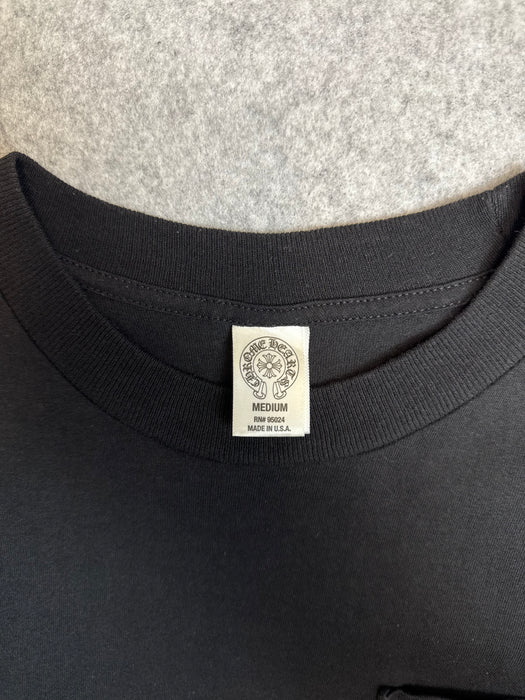 CHROME HEARTS
MEDIUM
RN# 95024
MADE IN U.S.A.